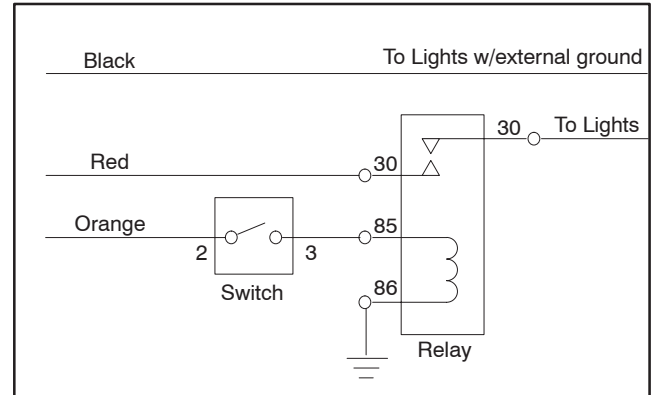 Black
To Lights w/external ground
30
To Lights
Red
30
Orange
85
2
3
Switch
86
Relay